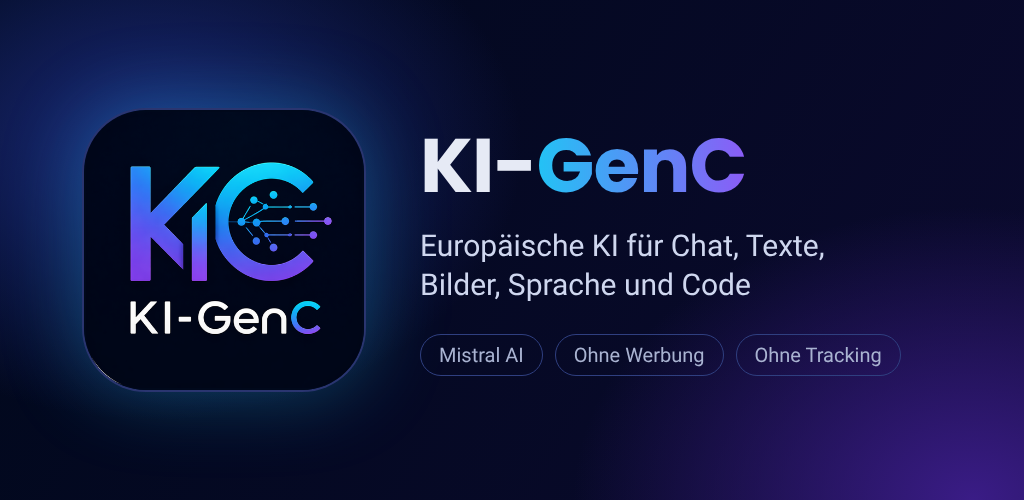 KIC
KI-GenC
KI-GenC
Europäische KI für Chat, Texte,
Bilder, Sprache und Code
Mistral AI
Ohne Werbung
Ohne Tracking